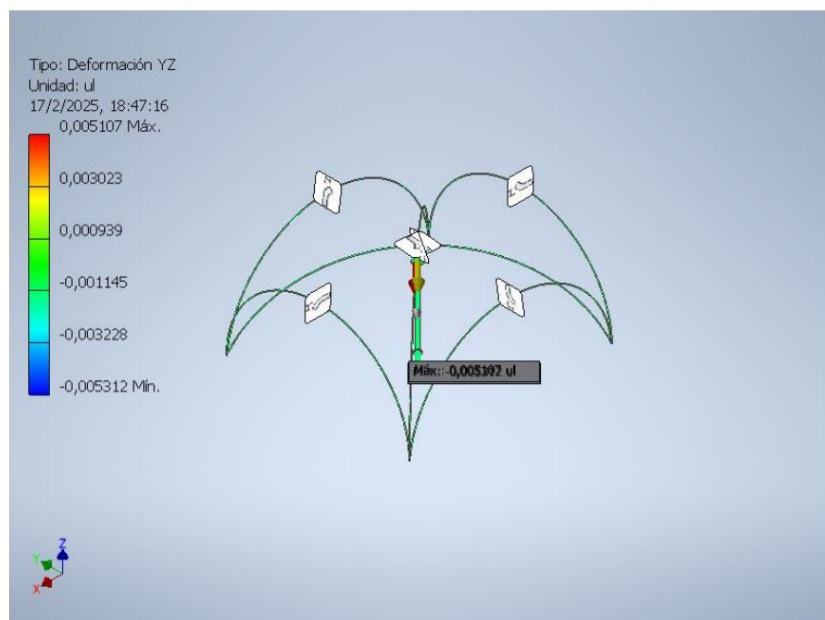 Tipo: Deformación YZ
Unidad: ul
17/2/2025, 18:47:16
0,005107 Máx.
0,003023
0,000939
-0,001145
-0,003228
-0,005312 Mín.
ul
Z
Y
X